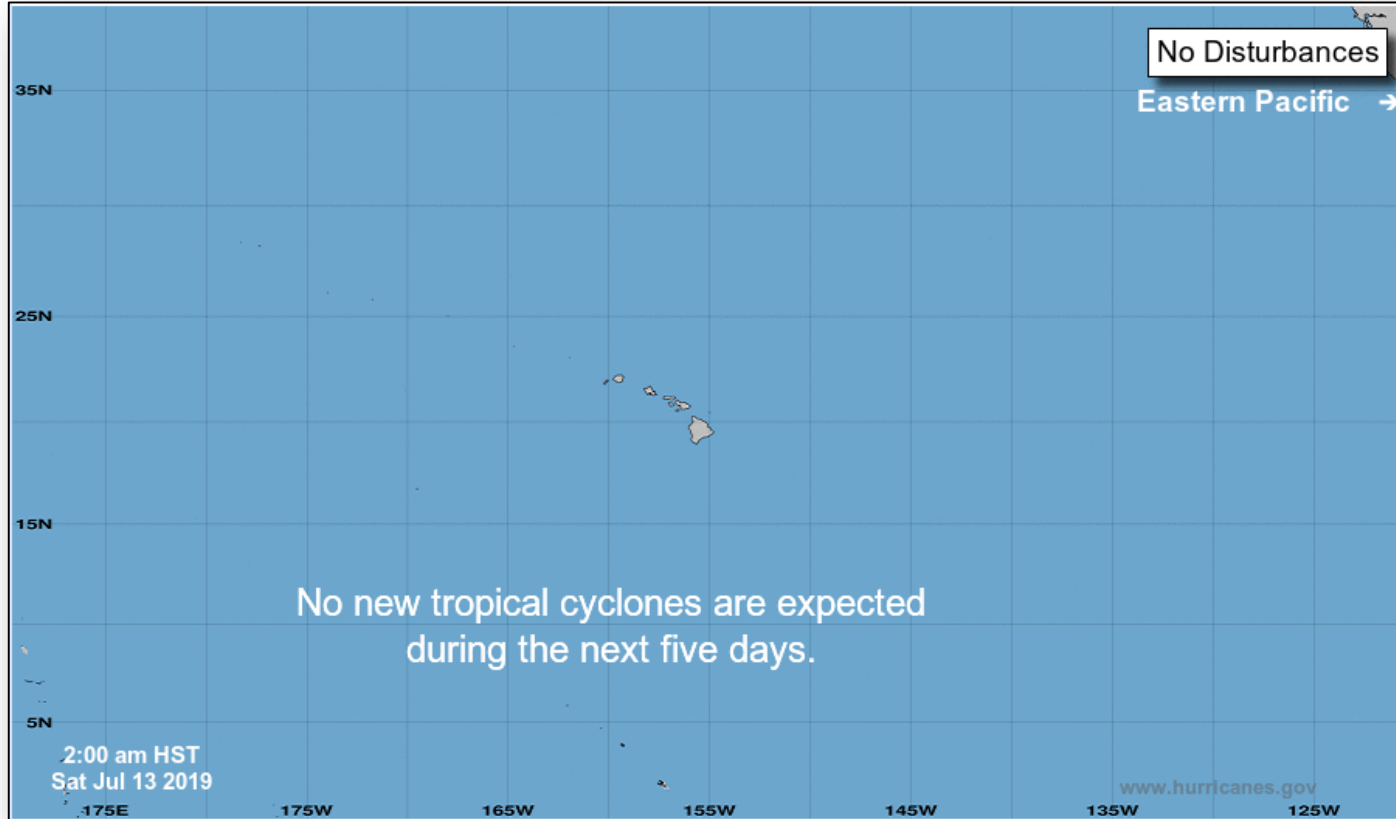 No Disturbances
35N
Eastern Pacific →
25N
15N
No new tropical cyclones are expected
during the next five days.
5N
2:00 am HST
Sat Jul 13 2019
www.hurricanes.gov
175E 175W 165W 155W 145W 135W 125W